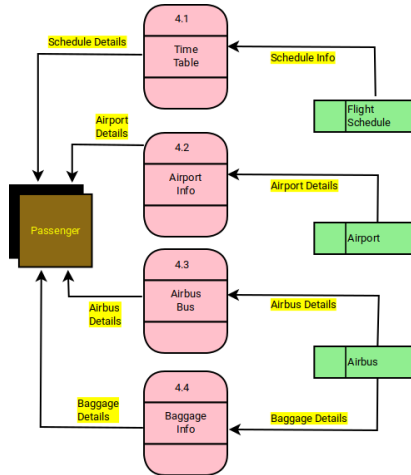 4.1
Schedule Details
Time
Table
Schedule Info
Flight
Schedule
Airport
Details
4.2
Airport
Info
Airport Details
Passenger
Airport
4.3
Airbus
Bus
Airbus Details
Airbus
Details
Airbus
4.4
Baggage
Details
Baggage
Info
Baggage Details